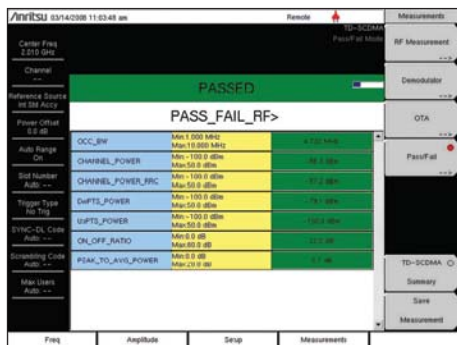 Anritsu 03/14/2008 11:03:48 am
Remote
Measurements
TD-SCDMA
Pass/Fail Mode
Center Freq
2.010 GHz
Channel
--
Reference Source
Int Std Accy
Power Offset
0.0 dB
Auto Range
On
Slot Number
Auto: --
Trigger Type
No Trig
SYNC-DL Code
Auto: --
Scrambling Code
Auto: --
Max Users
Auto: --
PASSED
PASS_FAIL_RF>
OCC_BW
Min:1.000 MHz
Max:10.000 MHz
CHANNEL_POWER
Min:-100.0 dBm
Max:50.0 dBm
CHANNEL_POWER_RRC
Min:-100.0 dBm
Max:50.0 dBm
DwPTS_POWER
Min:-100.0 dBm
Max:50.0 dBm
UpPTS_POWER
Min:-100.0 dBm
Max:50.0 dBm
ON_OFF_RATIO
Min:0.0 dB
Max:80.0 dB
PEAK_TO_AVG_POWER
Min:0.0 dB
Max:20.0 dB
RF Measurement
-->
Demodulator
-->
OTA
-->
Pass/Fail
-->
TD-SCDMA
Summary
Save
Measurement
Freq
Amplitude
Setup
Measurements